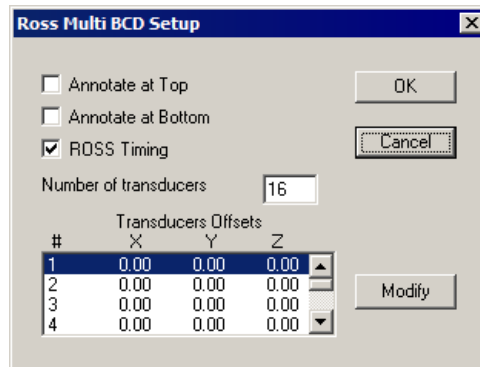 Ross Multi BCD Setup
Annotate at Top
OK
Annotate at Bottom
Cancel
ROSS Timing
Number of transducers 16
Transducers Offsets
# X Y Z
1 0.00 0.00 0.00
2 0.00 0.00 0.00
3 0.00 0.00 0.00
4 0.00 0.00 0.00
Modify